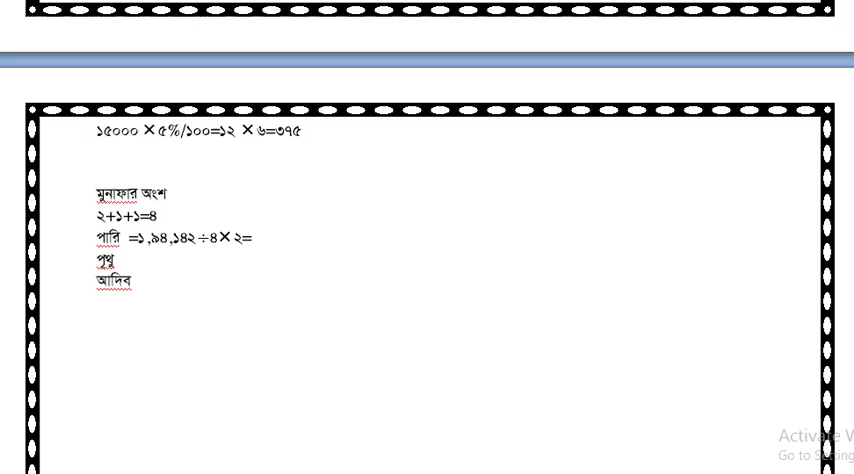 ১৫০০০ ×৫%/১০০=১২ ×৬=৩৭৫
মুনাফার অংশ
২+১+১=৪
পারি =১,৯৪,১৪২÷৪×২=
পৃথু
আদিব
Activate
Go to Setting